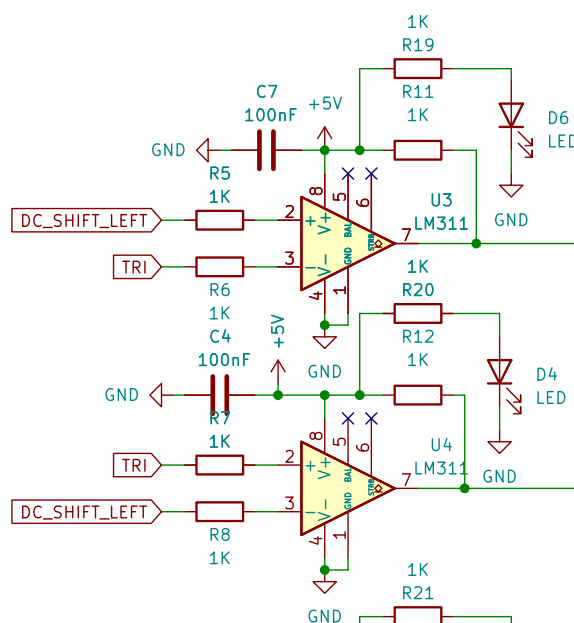 1K
R19
C7
100nF
+5V
R11
1K
D6
LED
GND
R5
1K
DC_SHIFT_LEFT
2
8
V+
5
BAL
6
STRB
U3
LM311
7
GND
TRI
3
V-
4
GND
1
R6
1K
1K
R20
C4
100nF
+5V
R12
1K
GND
D4
LED
GND
R7
1K
TRI
2
8
V+
5
BAL
6
STRB
U4
LM311
7
GND
DC_SHIFT_LEFT
3
V-
4
GND
1
R8
1K
1K
R21
GND